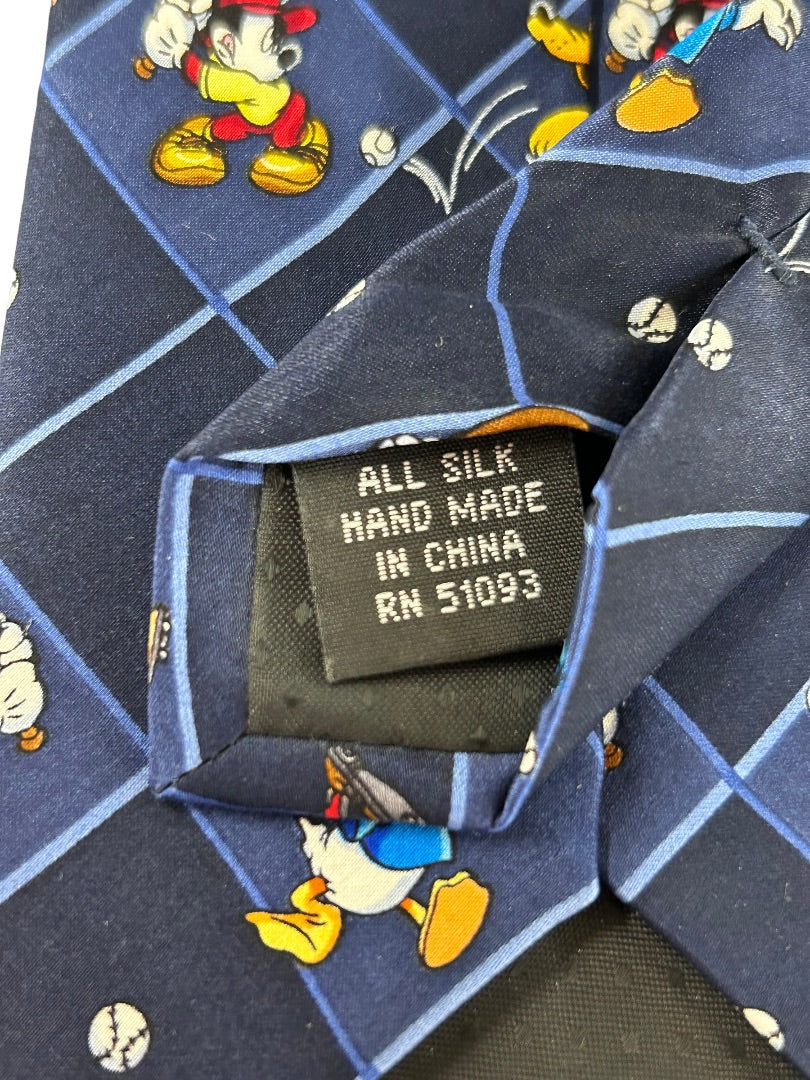 ALL SILK
HAND MADE
IN CHINA
RN 51093